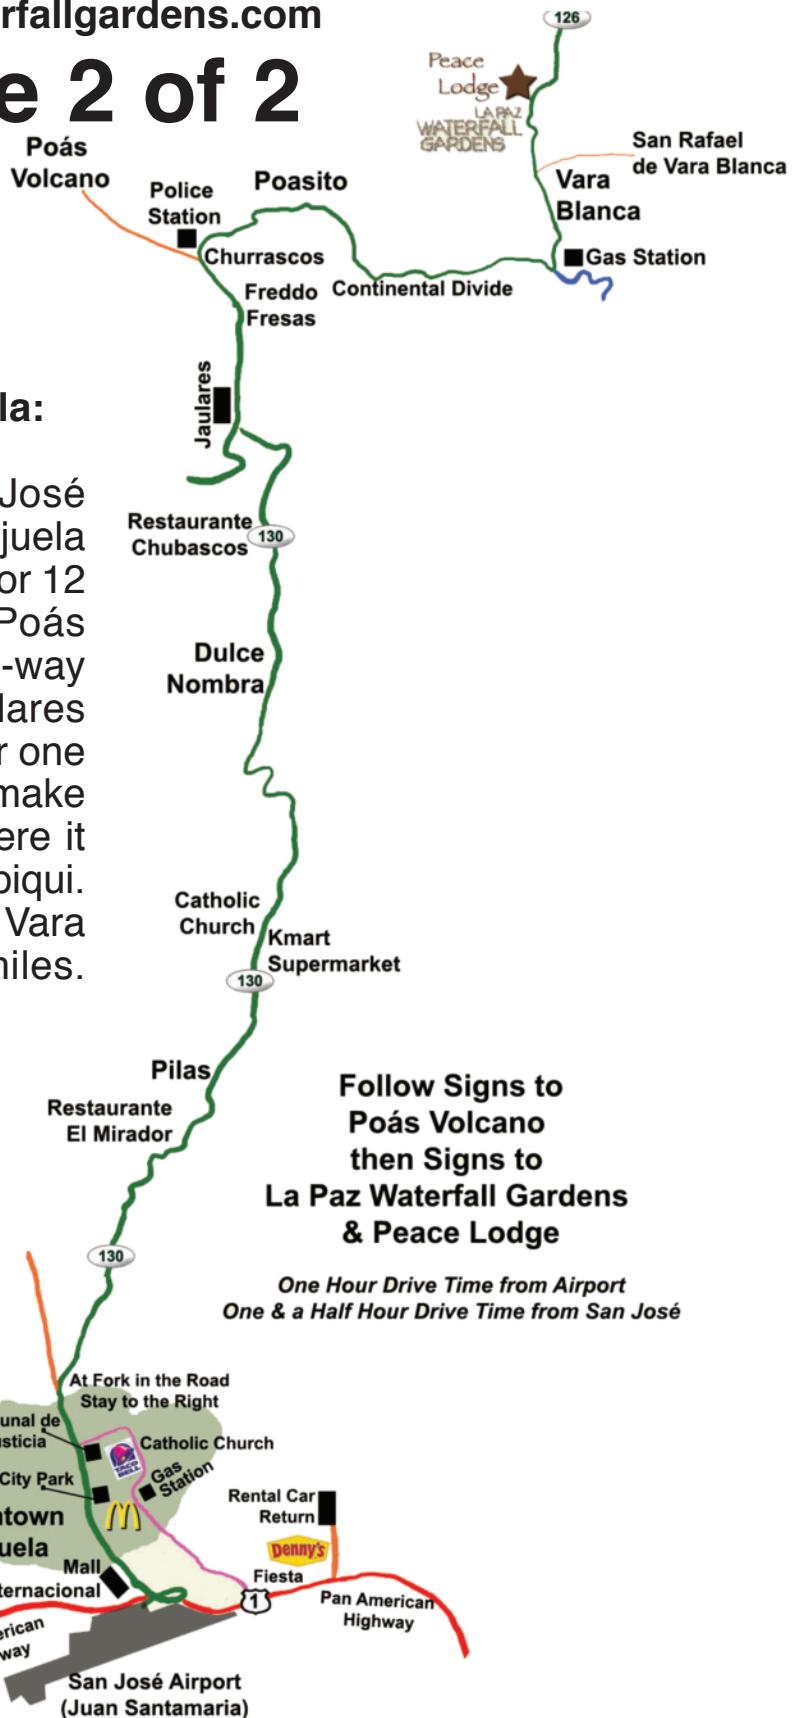 rfallgardens.com
e 2 of 2
126
Peace
Lodge
LA PAZ
WATERFALL
GARDENS
San Rafael
de Vara Blanca
Vara
Blanca
Gas Station
Poás
Volcano
Police
Station
Poasito
Churrascos
Continental Divide
Freddo
Fresas
Jaulares
la:
José
juela
or 12
Poás
-way
lares
r one
make
ere it
biqui.
Vara
niles.
Restaurante
Chubascos
130
Dulce
Nombra
Catholic
Church
Kmart
Supermarket
130
Pilas
Restaurante
El Mirador
Follow Signs to
Poás Volcano
then Signs to
La Paz Waterfall Gardens
& Peace Lodge
One Hour Drive Time from Airport
One & a Half Hour Drive Time from San José
130
At Fork in the Road
Stay to the Right
unal de
usticia
TACO
BELL
Catholic Church
City Park
Gas
Station
ntown
uela
Rental Car
Return
Denny's
Fiesta
Mall
ternacional
1
Pan American
Highway
erican
way
San José Airport
(Juan Santamaria)